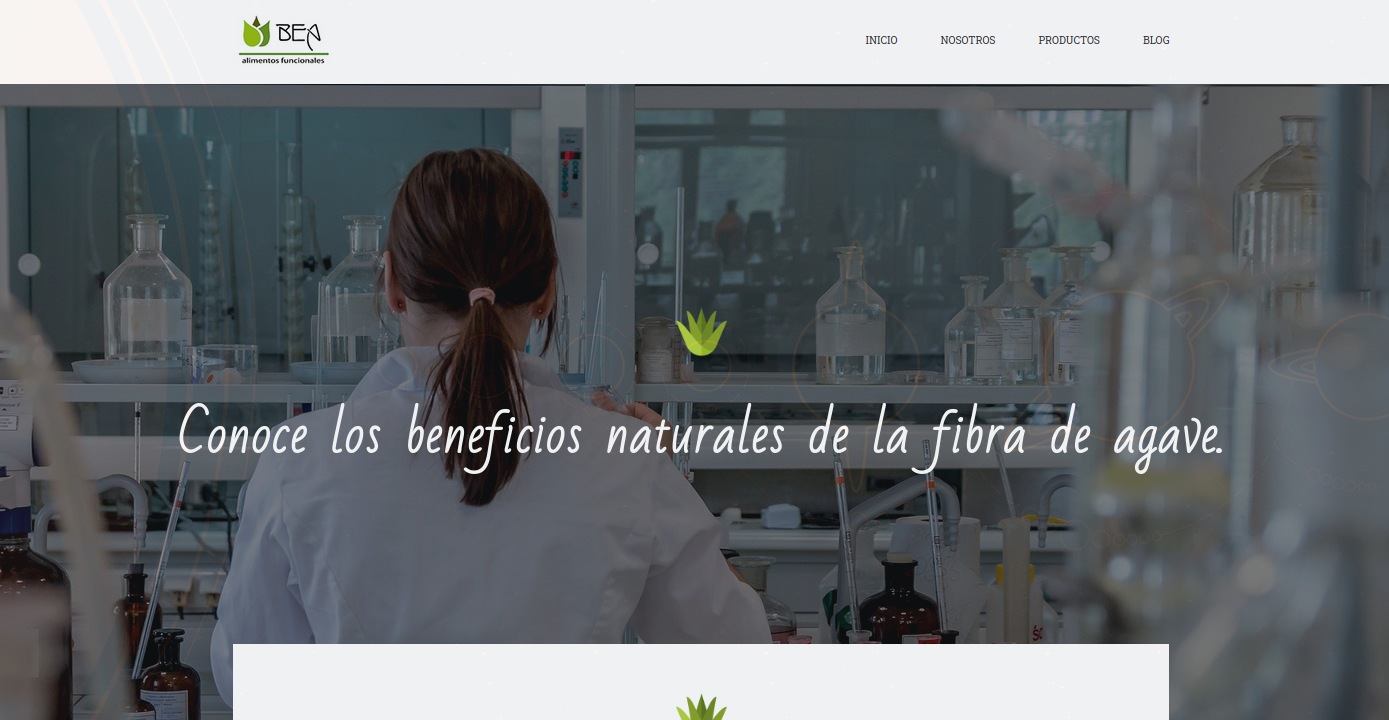 BEA
alimentos funcionales
INICIO NOSOTROS PRODUCTOS BLOG
Conoce los beneficios naturales de la fibra de agave.